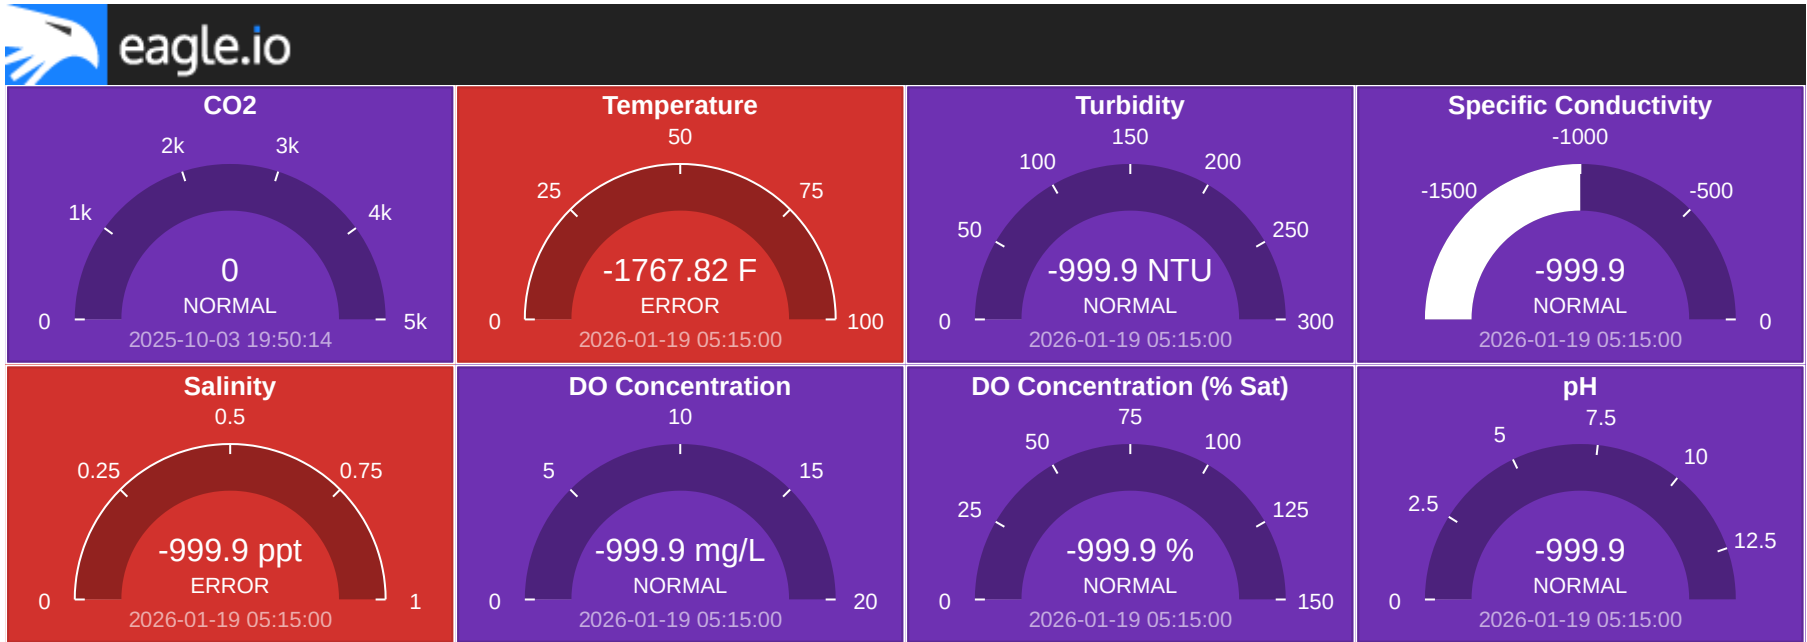 eagle.io
CO2
0
1k
2k
3k
4k
5k
0
NORMAL
2025-10-03 19:50:14
Temperature
0
25
50
75
100
-1767.82 F
ERROR
2026-01-19 05:15:00
Turbidity
0
50
100
150
200
250
300
-999.9 NTU
NORMAL
2026-01-19 05:15:00
Specific Conductivity
-1500
-1000
-500
0
-999.9
NORMAL
2026-01-19 05:15:00
Salinity
0
0.25
0.5
0.75
1
-999.9 ppt
ERROR
2026-01-19 05:15:00
DO Concentration
0
5
10
15
20
-999.9 mg/L
NORMAL
2026-01-19 05:15:00
DO Concentration (% Sat)
0
25
50
75
100
125
150
-999.9 %
NORMAL
2026-01-19 05:15:00
pH
0
2.5
5
7.5
10
12.5
-999.9
NORMAL
2026-01-19 05:15:00